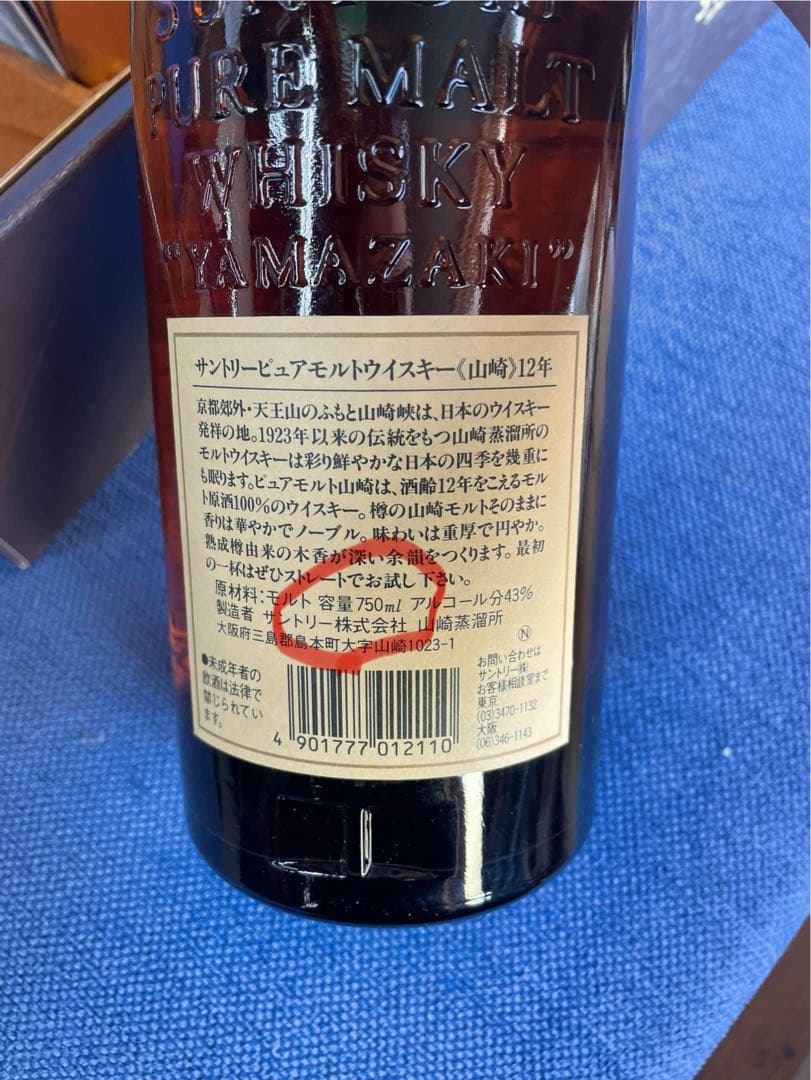 PURE MALT
WHISKY
"YAMAZAKI"
サントリーピュアモルトウイスキー《山崎》12年
京都郊外・天王山のふもと山崎峡は、日本のウイスキー
発祥の地。1923年以来の伝統をもつ山崎蒸溜所の
モルトウイスキーは彩り鮮やかな日本の四季を幾重に
も眠ります。ピュアモルト山崎は、酒齢12年をこえるモル
ト原酒100%のウイスキー。樽の山崎モルトそのままに
香りは華やかでノーブル。味わいは重厚で円やか。
熟成樽由来の木香が深い余韻をつくります。最初
の一杯はぜひストレートでお試し下さい。
原材料:モルト 容量750ml アルコール分43%
製造者 サントリー株式会社 山崎蒸溜所
大阪府三島郡島本町大字山崎1023-1
Ⓝ
●未成年者の
飲酒は法律で
禁じられてい
ます。
4 901777 012110
お問い合わせは
サントリー㈱
お客様相談室まで
東京
(03)3470-1132
大阪
(06)346-1143